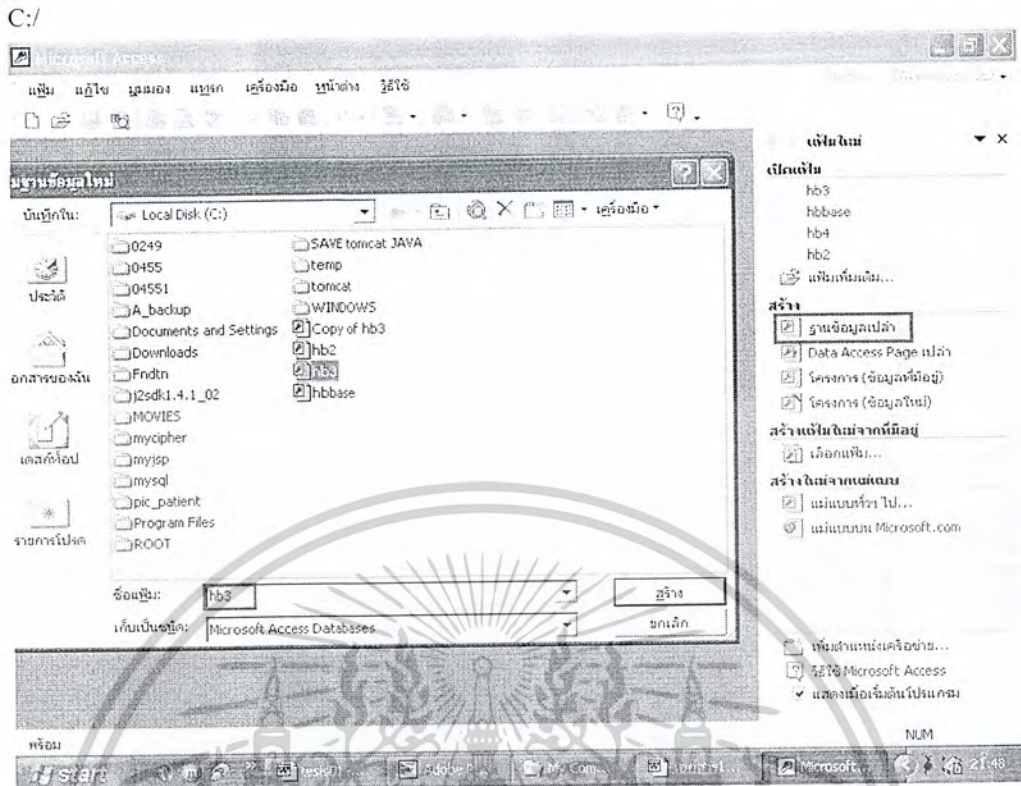 C:/
Microsoft Access
แฟ้ม แก้ไข มุมมอง แทรก เครื่องมือ หน้าต่าง วิธีใช้
แฟ้มใหม่
เปิดแฟ้ม
hb3
hbbase
hb4
hb2
แฟ้มเพิ่มเติม...
สร้าง
ฐานข้อมูลเปล่า
Data Access Page เปล่า
โครงการ (ข้อมูลที่มีอยู่)
โครงการ (ข้อมูลใหม่)
สร้างแฟ้มใหม่จากที่มีอยู่
เลือกแฟ้ม...
สร้างใหม่จากแม่แบบ
แม่แบบทั่วๆ ไป...
แม่แบบบน Microsoft.com
เพิ่มตำแหน่งเครือข่าย...
วิธีใช้ Microsoft Access
แสดงเมื่อเริ่มต้นโปรแกรม
มฐานข้อมูลใหม่
บันทึกใน: Local Disk (C:) เครื่องมือ
ประวัติ
อกสารของฉัน
เดสก์ท็อป
รายการโปรด
0249
0455
04551
A_backup
Documents and Settings
Downloads
Fndtn
j2sdk1.4.1_02
MOVIES
mycipher
myjsp
mysql
pic_patient
Program Files
ROOT
SAVE tomcat JAVA
temp
tomcat
WINDOWS
Copy of hb3
hb2
hb3
hbbase
ชื่อแฟ้ม: hb3 สร้าง
เก็บเป็นชนิด: Microsoft Access Databases ยกเลิก
พร้อม NUM
start My Com... Microsoft... 21:48